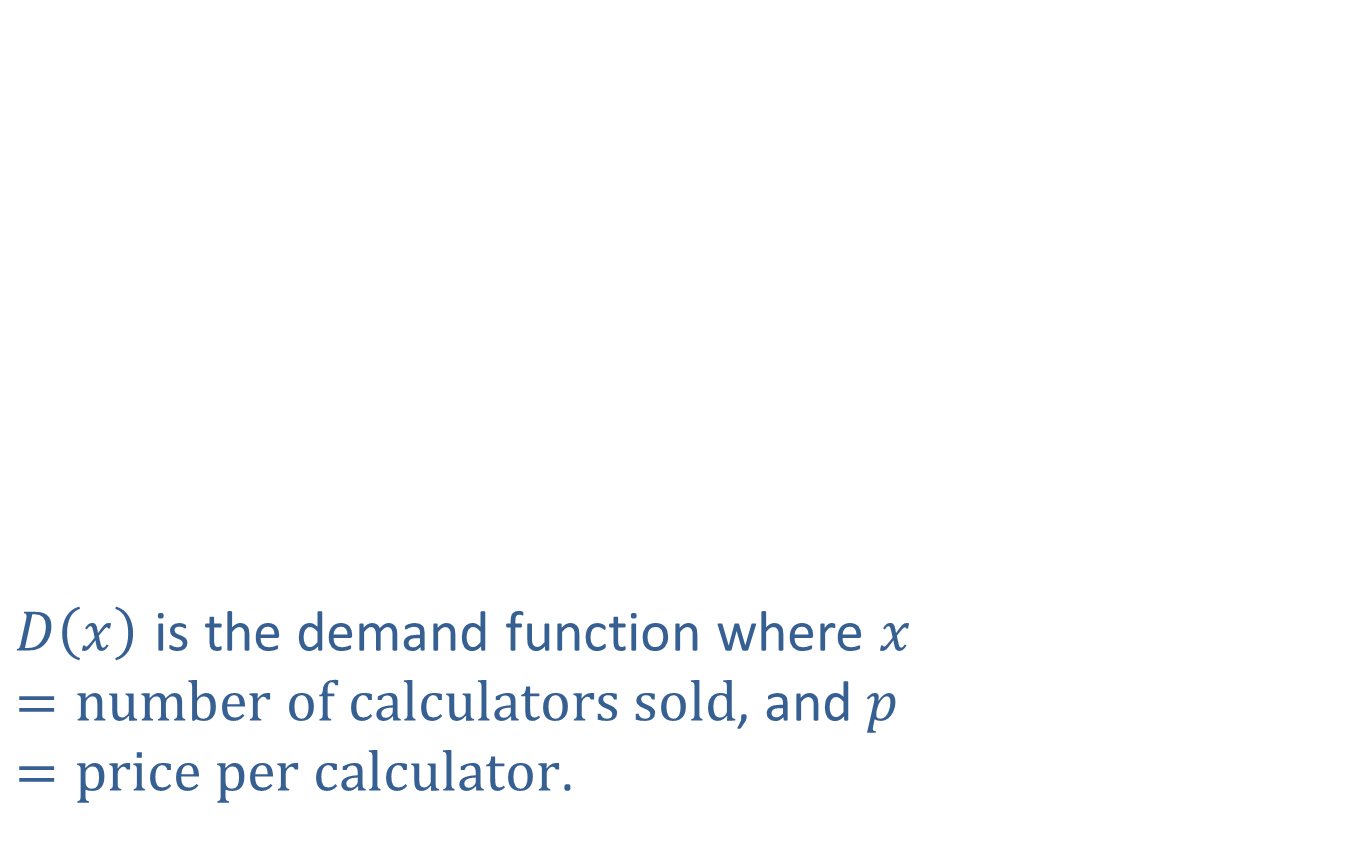 D(x) is the demand function where x
= number of calculators sold, and p
= price per calculator.